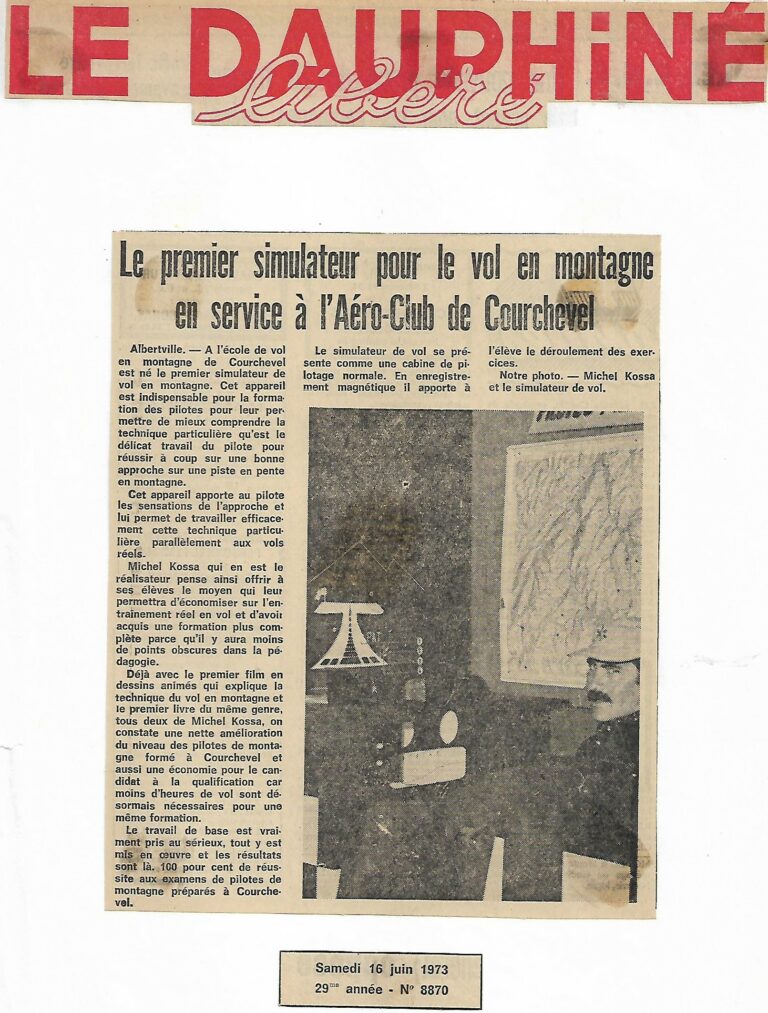 LE DAUPHiNÉ
libéré
Le premier simulateur pour le vol en montagne
en service à l'Aéro-Club de Courchevel
Albertville. — A l'école de vol
en montagne de Courchevel
est né le premier simulateur de
vol en montagne. Cet appareil
est indispensable pour la forma-
tion des pilotes pour leur per-
mettre de mieux comprendre la
technique particulière qu'est le
délicat travail du pilote pour
réussir à coup sur une bonne
approche sur une piste en pente
en montagne.
Cet appareil apporte au pilote
les sensations de l'approche et
lui permet de travailler efficace-
ment cette technique particu-
lière parallèlement aux vols
réels.
Michel Kossa qui en est le
réalisateur pense ainsi offrir à
ses élèves le moyen qui leur
permettra d'économiser sur l'en-
traînement réel en vol et d'avoir
acquis une formation plus com-
plète parce qu'il y aura moins
de points obscures dans la pé-
dagogie.
Déjà avec le premier film en
dessins animés qui explique la
technique du vol en montagne et
le premier livre du même genre,
tous deux de Michel Kossa, on
constate une nette amélioration
du niveau des pilotes de monta-
gne formé à Courchevel et
aussi une économie pour le can-
didat à la qualification car
moins d'heures de vol sont dé-
sormais nécessaires pour une
même formation.
Le travail de base est vrai-
ment pris au sérieux, tout y est
mis en œuvre et les résultats
sont là. 100 pour cent de réus-
site aux examens de pilotes de
montagne préparés à Courche-
vel.
Le simulateur de vol se pré-
sente comme une cabine de pi-
lotage normale. En enregistre-
ment magnétique il apporte à
l'élève le déroulement des exer-
cices.
Notre photo. — Michel Kossa
et le simulateur de vol.
Samedi 16 juin 1973
29me année - N° 8870